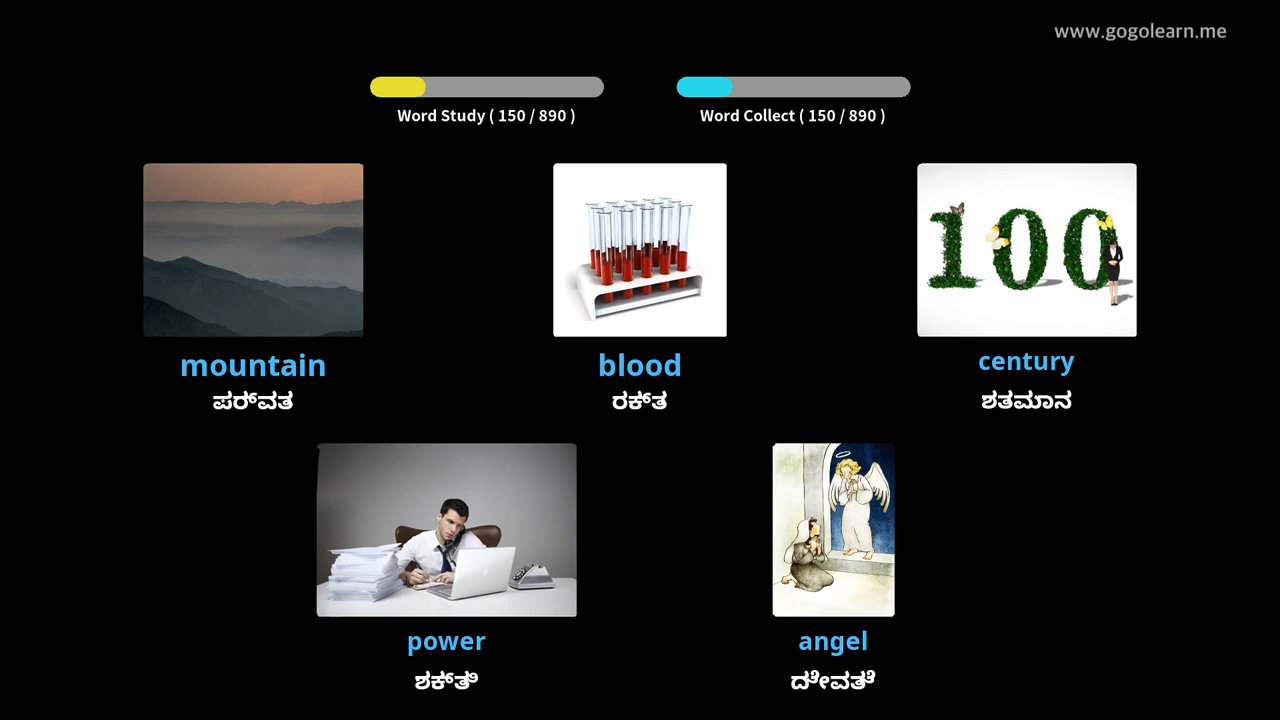 www.gogolearn.me
Word Study ( 150 / 890 )
Word Collect ( 150 / 890 )
mountain
ಪರ್ವತ
blood
ರಕ್ತ
century
ಶತಮಾನ
power
ಶಕ್ತಿ
angel
ದೇವತೆ